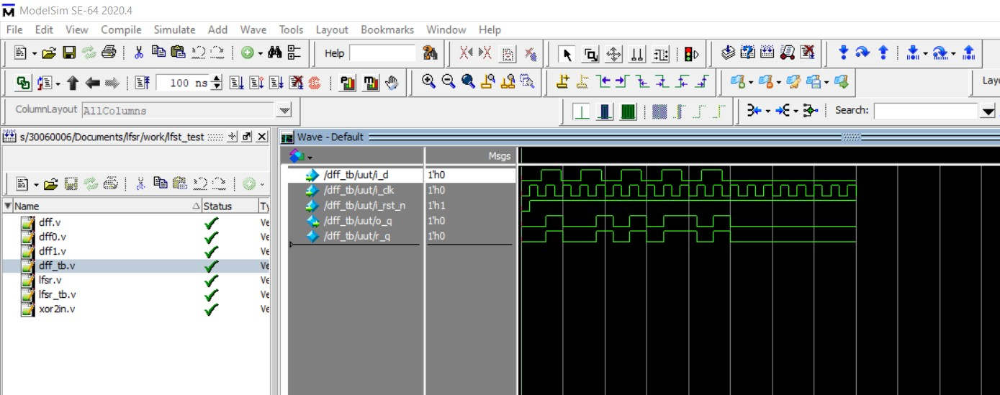 ModelSim SE-64 2020.4
File Edit View Compile Simulate Add Wave Tools Layout Bookmarks Window Help
Help
100 ns
ColumnLayout AllColumns
Search:
s/30060006/Documents/lfsr/work/lfst_test
Wave - Default
Msgs
Name Status
dff.v Ve
dff0.v Ve
dff1.v Ve
dff_tb.v Ve
lfsr.v Ve
lfsr_tb.v Ve
xor2in.v Ve
/dff_tb/uut/i_d 1'h0
/dff_tb/uut/i_clk 1'h0
/dff_tb/uut/i_rst_n 1'h1
/dff_tb/uut/o_q 1'h0
/dff_tb/uut/r_q 1'h0